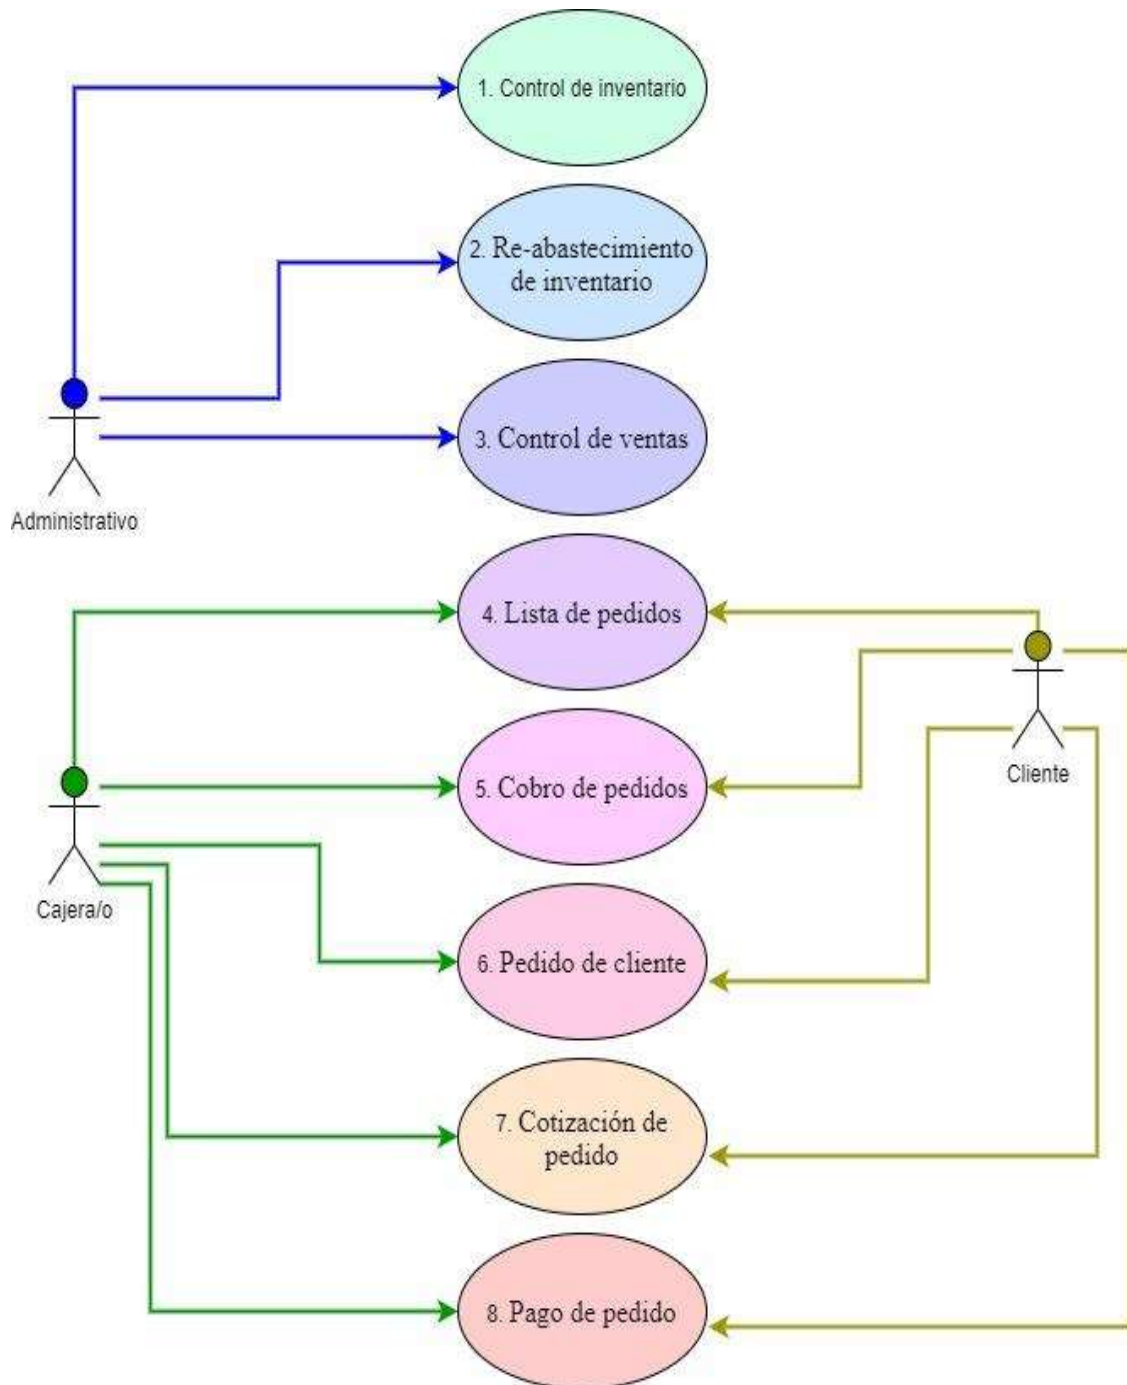 1. Control de inventario
2. Re-abastecimiento
de inventario
3. Control de ventas
Administrativo
4. Lista de pedidos
Cliente
5. Cobro de pedidos
Cajera/o
6. Pedido de cliente
7. Cotización de
pedido
8. Pago de pedido